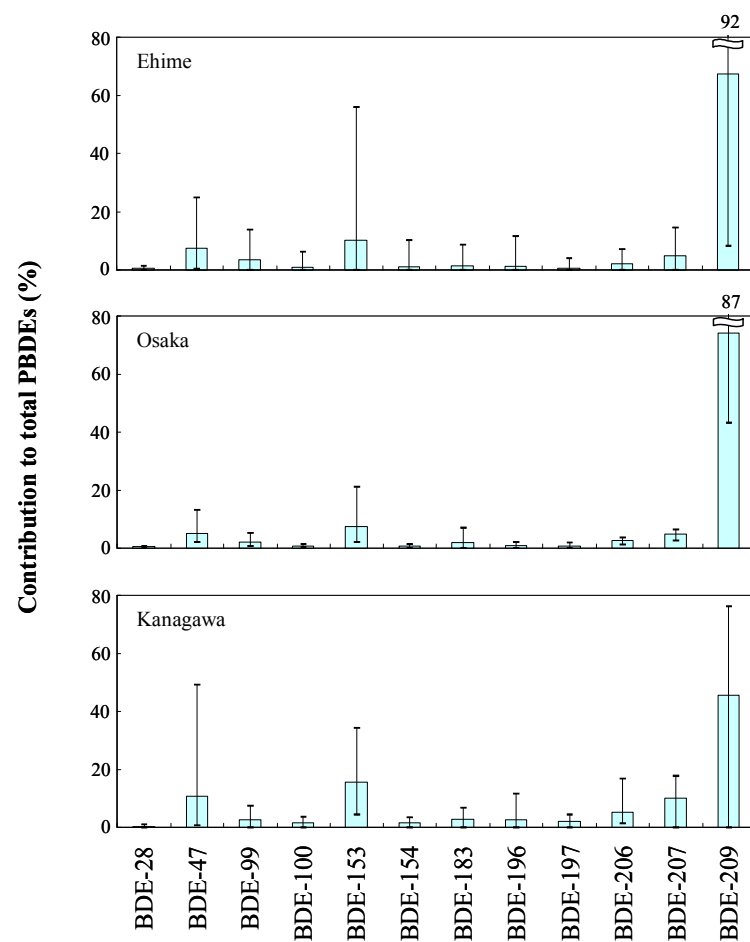 Contribution to total PBDEs (%)
92
80
60
40
20
0
Ehime
87
80
60
40
20
0
Osaka
80
60
40
20
0
Kanagawa
BDE-28
BDE-47
BDE-99
BDE-100
BDE-153
BDE-154
BDE-183
BDE-196
BDE-197
BDE-206
BDE-207
BDE-209